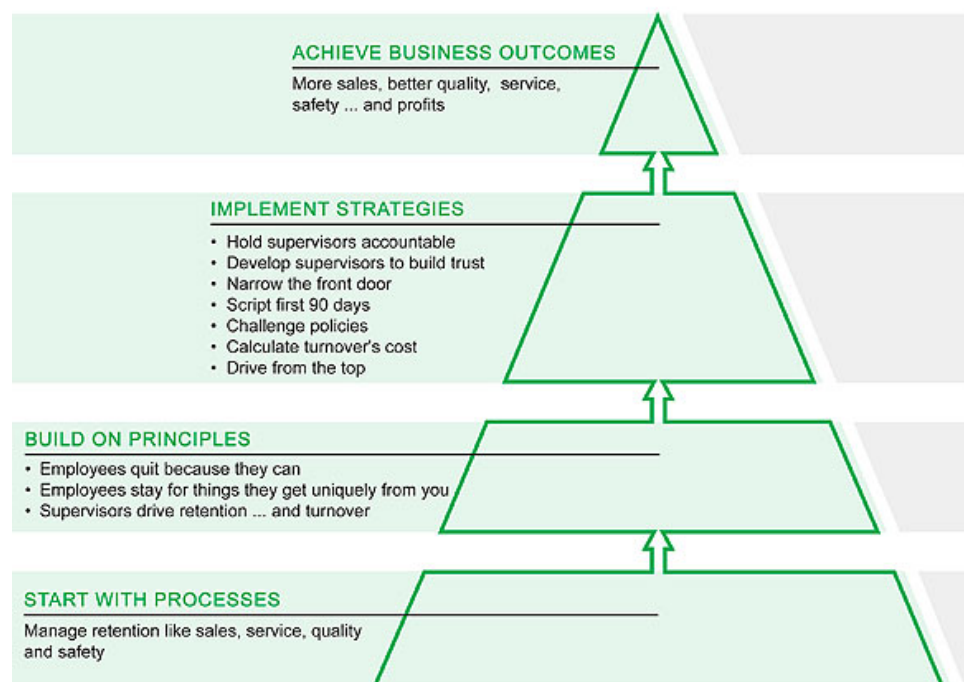 ACHIEVE BUSINESS OUTCOMES
More sales, better quality, service,
safety ... and profits
IMPLEMENT STRATEGIES
• Hold supervisors accountable
• Develop supervisors to build trust
• Narrow the front door
• Script first 90 days
• Challenge policies
• Calculate turnover's cost
• Drive from the top
BUILD ON PRINCIPLES
• Employees quit because they can
• Employees stay for things they get uniquely from you
• Supervisors drive retention ... and turnover
START WITH PROCESSES
Manage retention like sales, service, quality
and safety